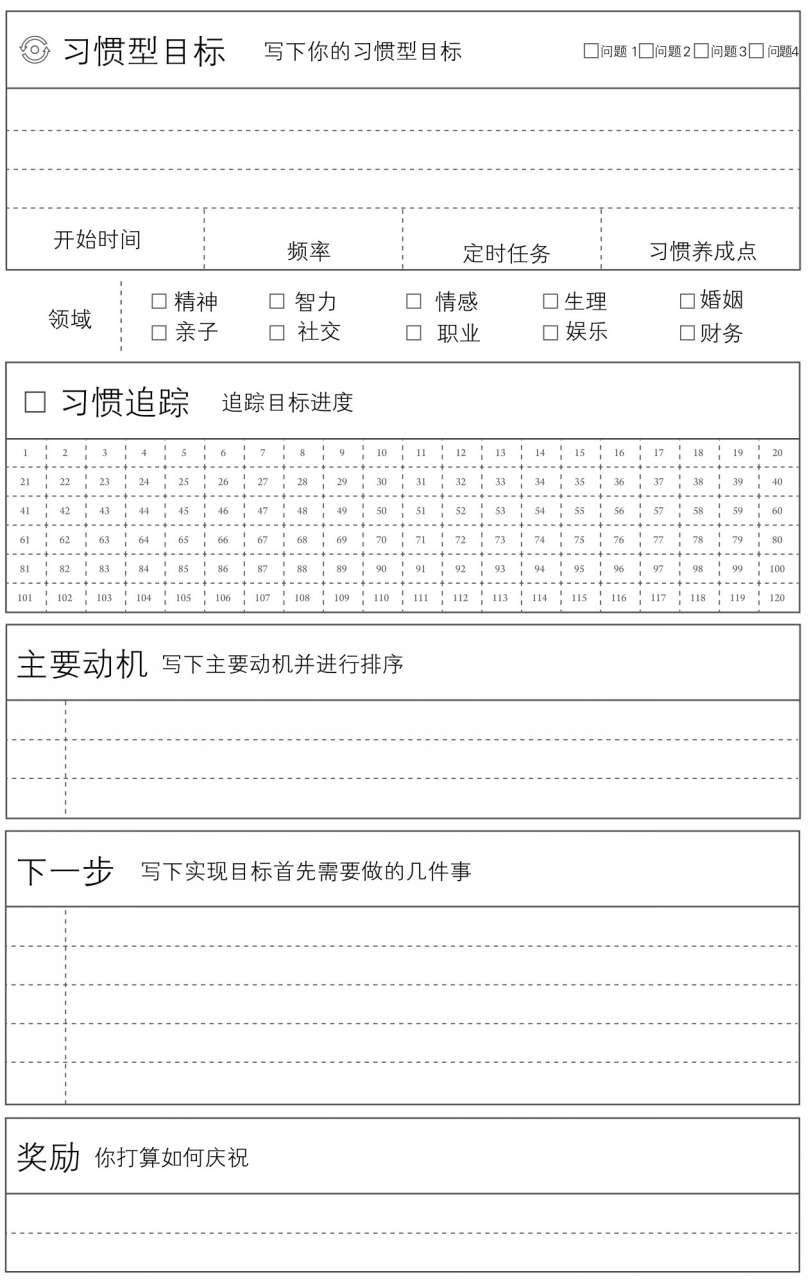 习惯型目标 写下你的习惯型目标 问题 1 问题 2 问题 3 问题4
开始时间 频率 定时任务 习惯养成点
领域
精神 智力 情感 生理 婚姻
亲子 社交 职业 娱乐 财务
习惯追踪 追踪目标进度
1 2 3 4 5 6 7 8 9 10 11 12 13 14 15 16 17 18 19 20
21 22 23 24 25 26 27 28 29 30 31 32 33 34 35 36 37 38 39 40
41 42 43 44 45 46 47 48 49 50 51 52 53 54 55 56 57 58 59 60
61 62 63 64 65 66 67 68 69 70 71 72 73 74 75 76 77 78 79 80
81 82 83 84 85 86 87 88 89 90 91 92 93 94 95 96 97 98 99 100
101 102 103 104 105 106 107 108 109 110 111 112 113 114 115 116 117 118 119 120
主要动机 写下主要动机并进行排序
下一步 写下实现目标首先需要做的几件事
奖励 你打算如何庆祝